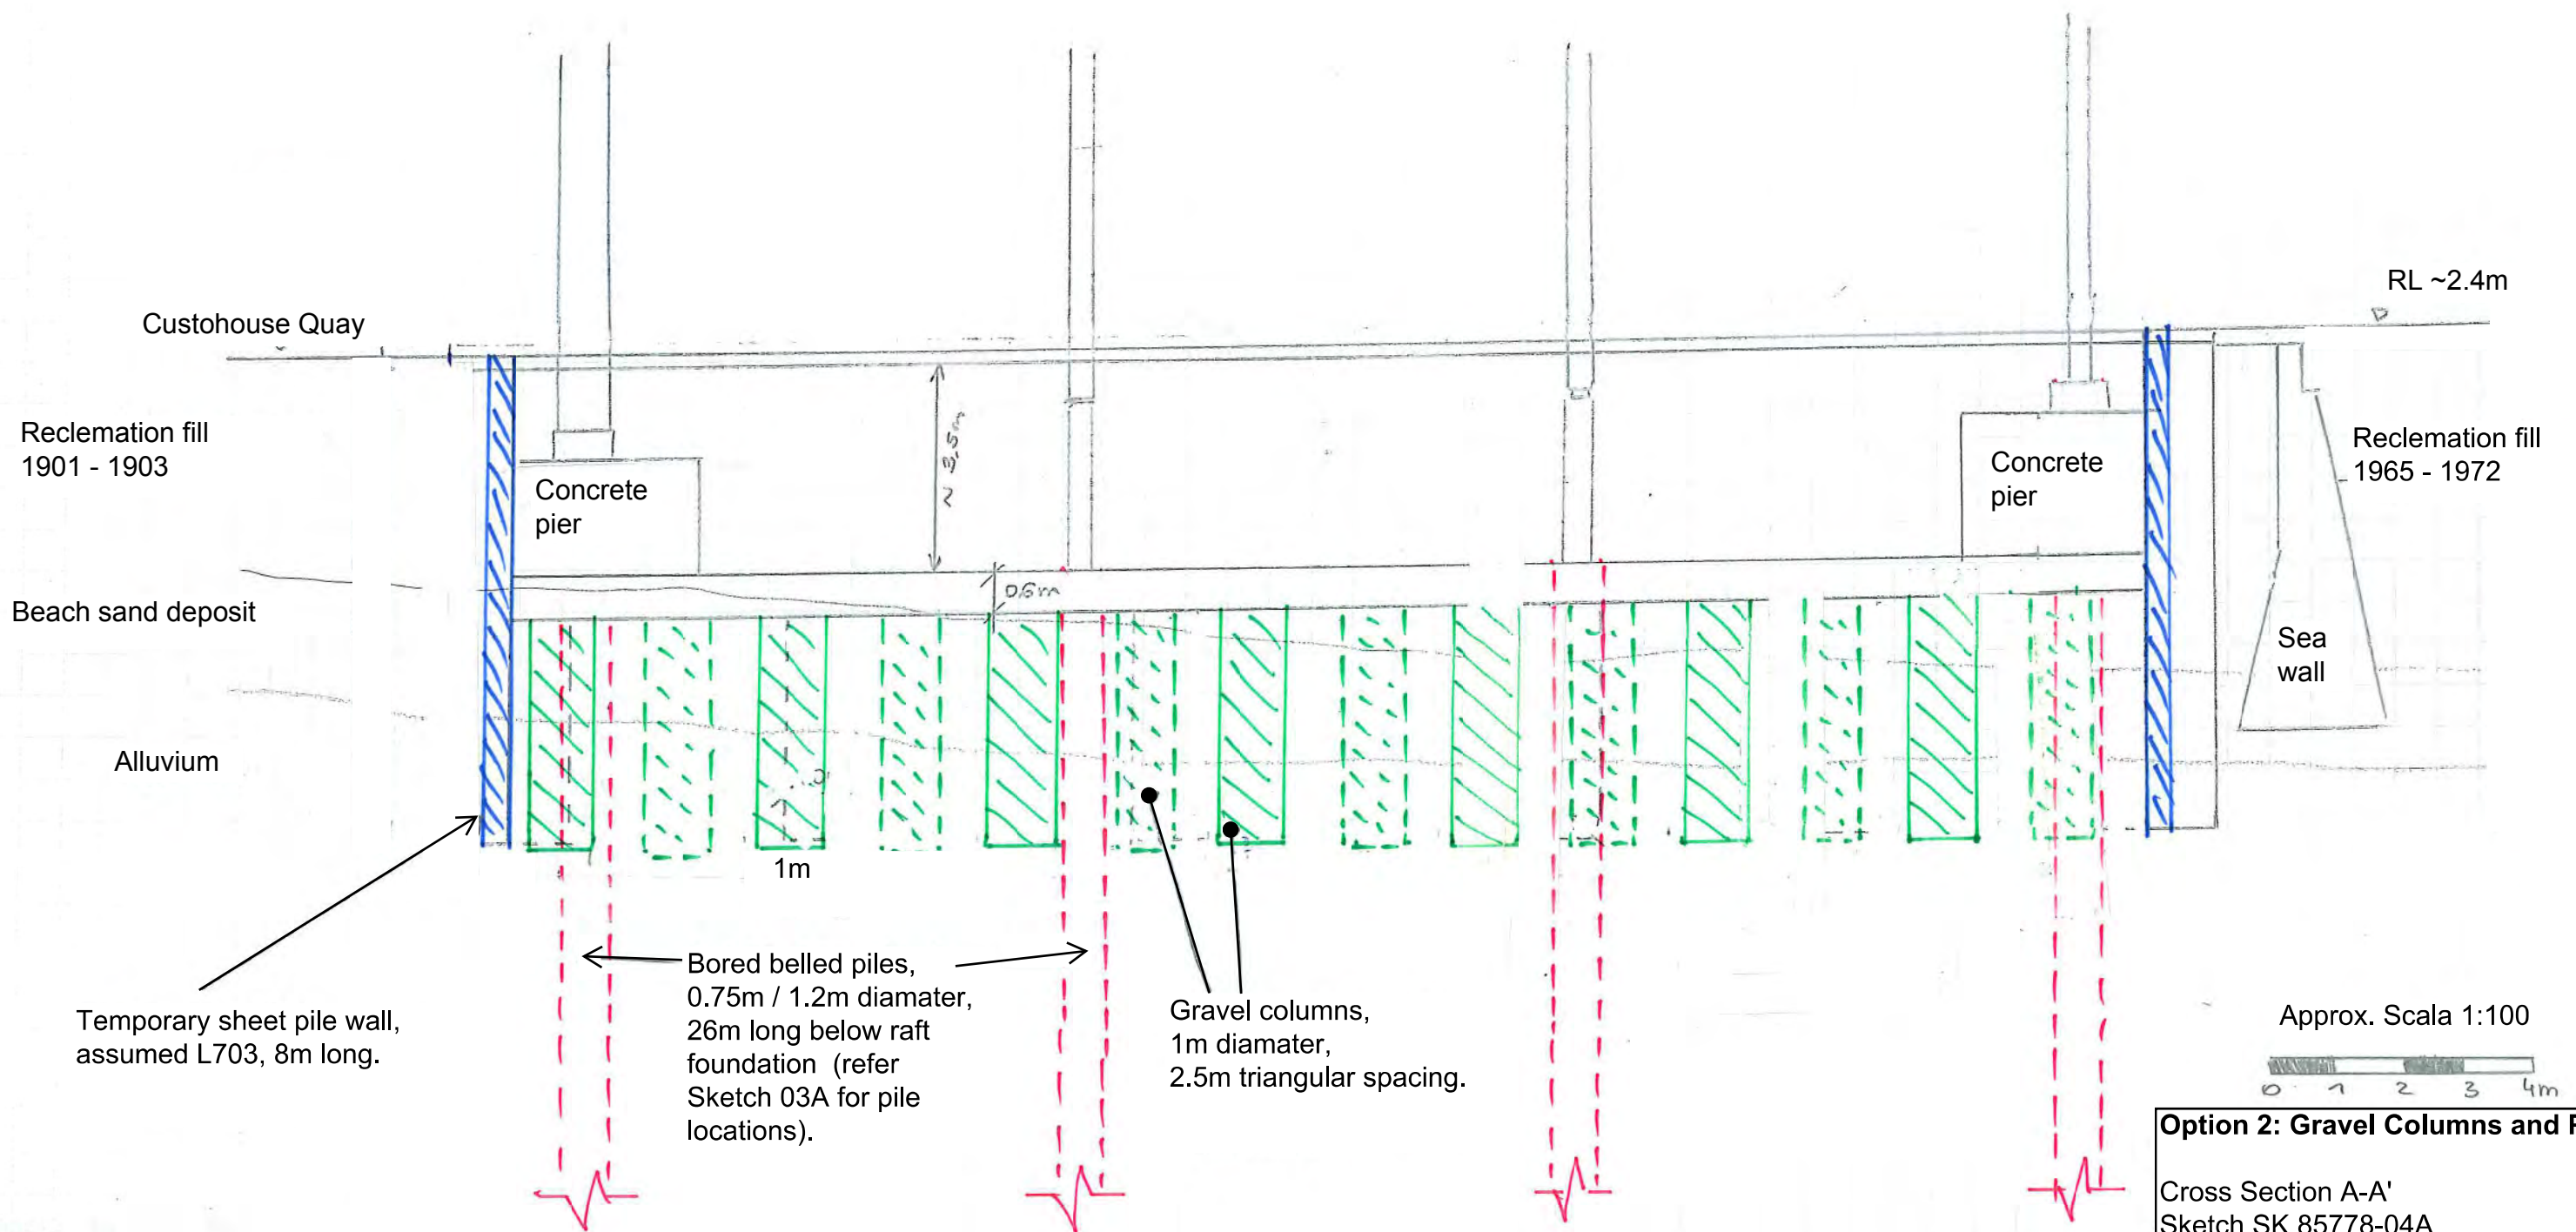 RL ~2.4m
Custohouse Quay
Reclemation fill
1901 - 1903
~ 3,5m
Concrete
pier
Concrete
pier
Reclemation fill
1965 - 1972
Beach sand deposit
0.6m
Sea
wall
Alluvium
1m
Temporary sheet pile wall,
assumed L703, 8m long.
Bored belled piles,
0.75m / 1.2m diamater,
26m long below raft
foundation (refer
Sketch 03A for pile
locations).
Gravel columns,
1m diamater,
2.5m triangular spacing.
Approx. Scala 1:100
0 1 2 3 4m
Option 2: Gravel Columns and
Cross Section A-A'
Sketch SK 85778-04A